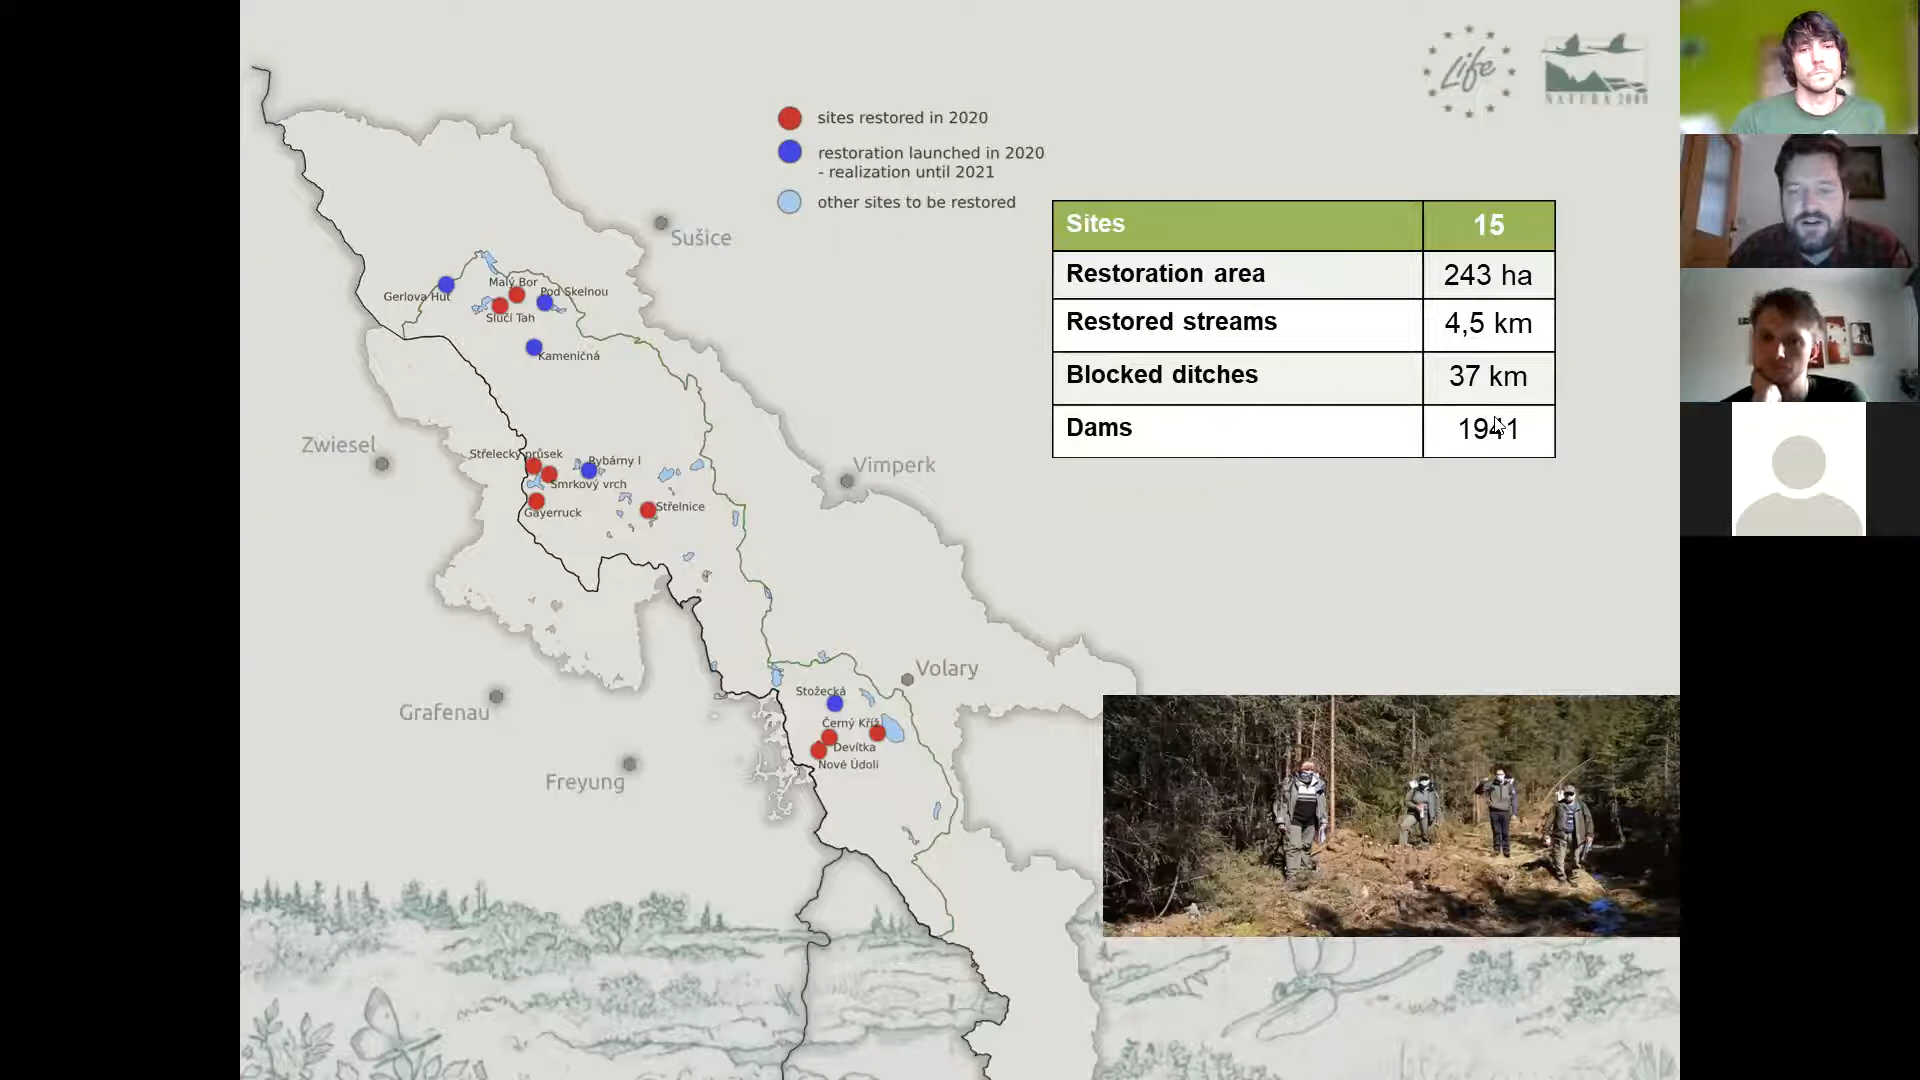 Life
NATURA 2000
sites restored in 2020
restoration launched in 2020
- realization until 2021
other sites to be restored
Sites 15
Restoration area 243 ha
Restored streams 4,5 km
Blocked ditches 37 km
Dams 1941
Sušice
Malý Bor
Gerlova Huť
Pod Skelnou
Slučí Tah
Kameničná
Zwiesel
Střelecký průsek
Rybárny I
Vimperk
Smrkový vrch
Gayerruck
Střelnice
Volary
Stožecká
Grafenau
Černý Kříž
Devítka
Nové Údolí
Freyung